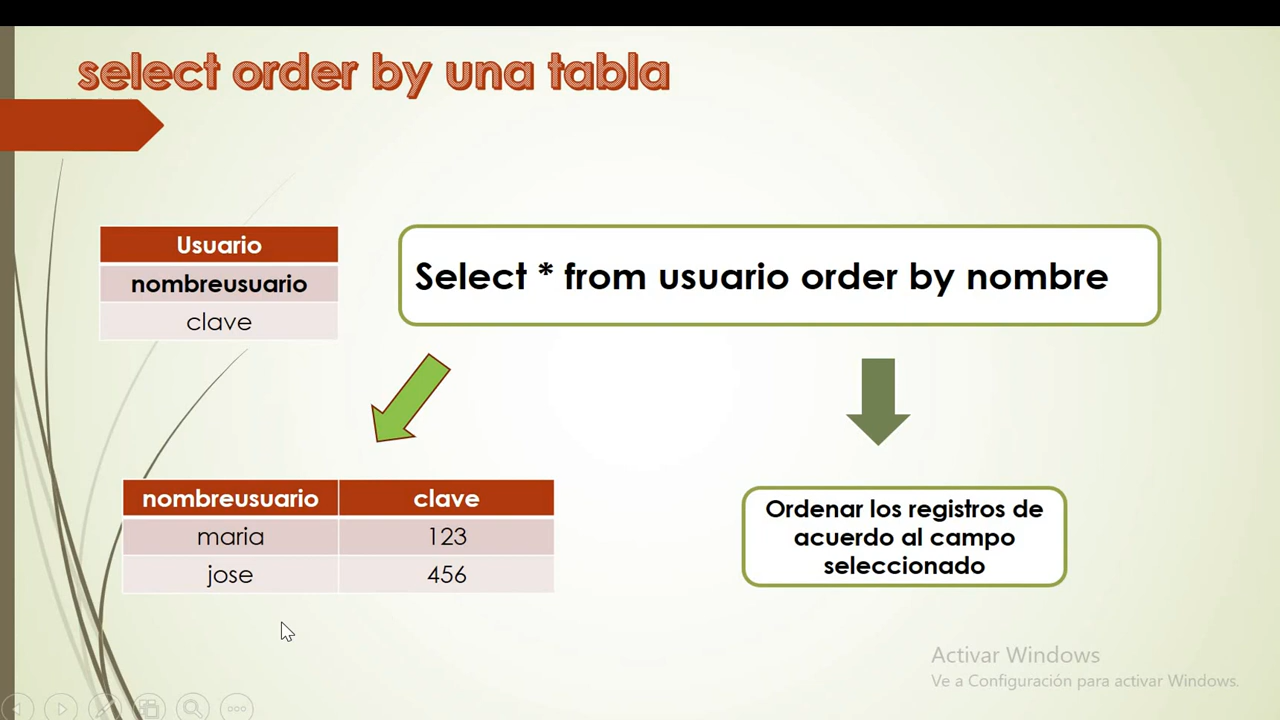 select order by una tabla
Usuario
nombreusuario
clave
Select * from usuario order by nombre
nombreusuario clave
maria 123
jose 456
Ordenar los registros de
acuerdo al campo
seleccionado
Activar Windows
Ve a Configuración para activar Windows.